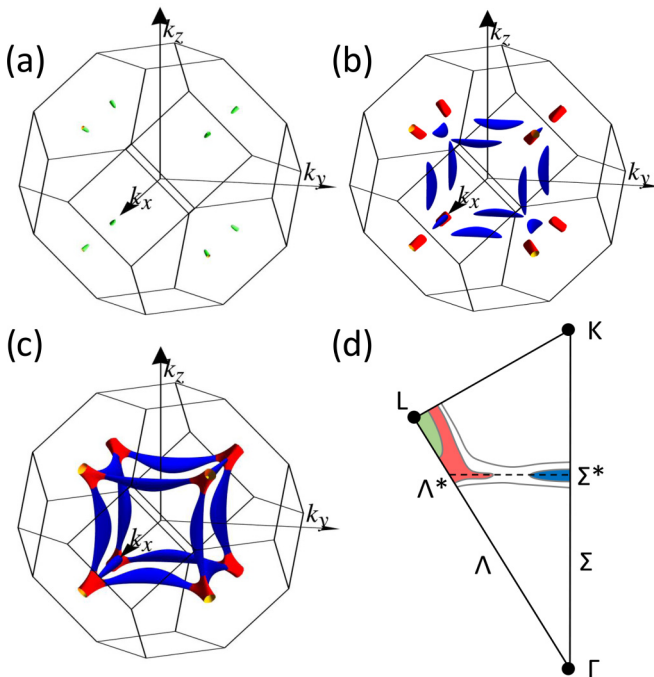 (a)
k_z
k_y
k_x
(b)
k_z
k_y
k_x
(c)
k_z
k_y
k_x
(d)
K
L
Λ*
Σ*
Λ
Σ
Γ